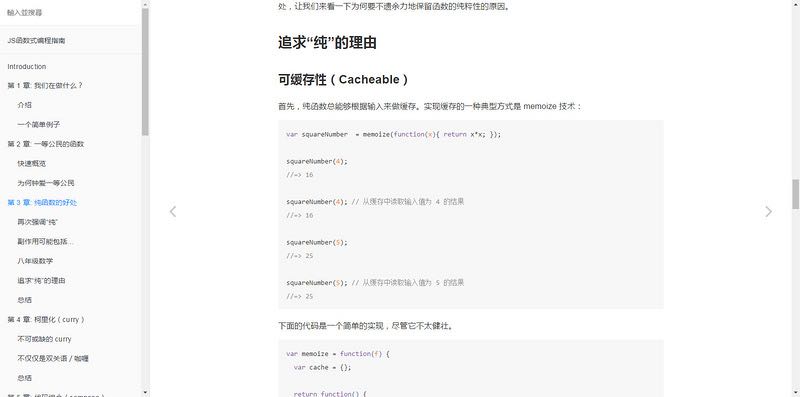 輸入並搜尋
JS函数式编程指南
Introduction
第 1 章: 我们在做什么？
介绍
一个简单例子
第 2 章: 一等公民的函数
快速概览
为何钟爱一等公民
第 3 章: 纯函数的好处
再次强调“纯”
副作用可能包括...
八年级数学
追求“纯”的理由
总结
第 4 章: 柯里化（curry）
不可或缺的 curry
不仅仅是双关语／咖喱
总结
处，让我们来看一下为何要不遗余力地保留函数的纯粹性的原因。
追求“纯”的理由
可缓存性（Cacheable）
首先，纯函数总能够根据输入来做缓存。实现缓存的一种典型方式是 memoize 技术：
var squareNumber  = memoize(function(x){ return x*x; });
squareNumber(4);
//=> 16
squareNumber(4); // 从缓存中读取输入值为 4 的结果
//=> 16
squareNumber(5);
//=> 25
squareNumber(5); // 从缓存中读取输入值为 5 的结果
//=> 25
下面的代码是一个简单的实现，尽管它不太健壮。
var memoize = function(f) {
var cache = {};
return function() {